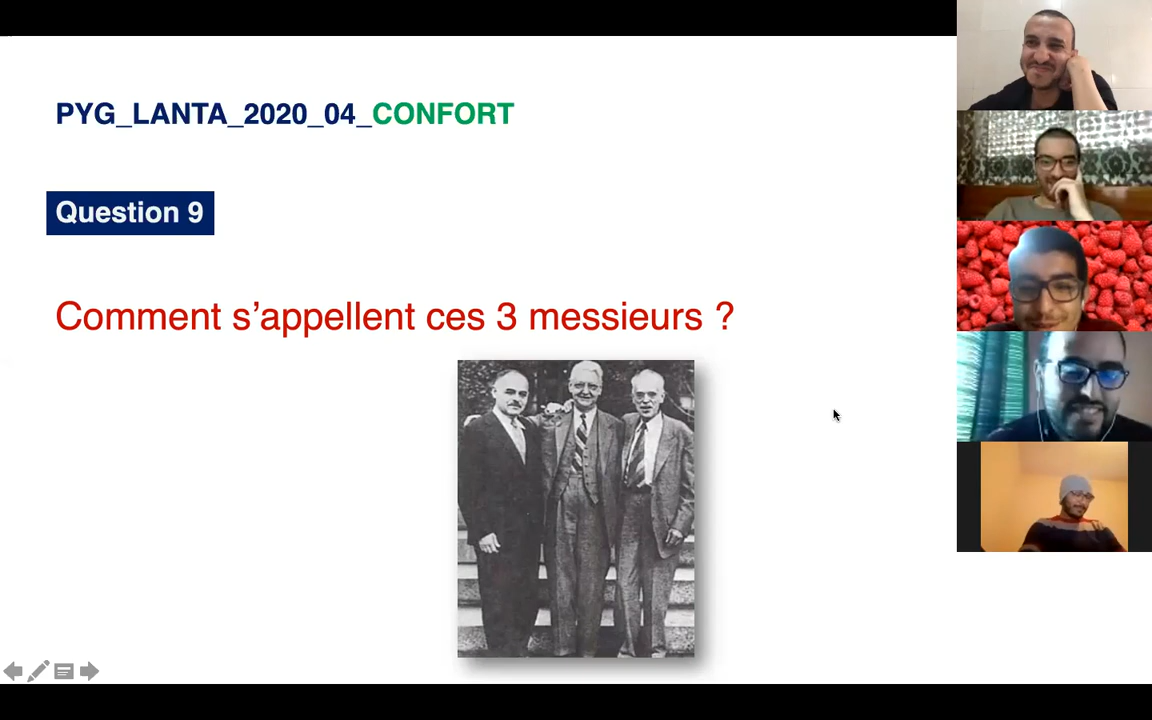 PYG_LANTA_2020_04_CONFORT
Question 9
Comment s’appellent ces 3 messieurs ?